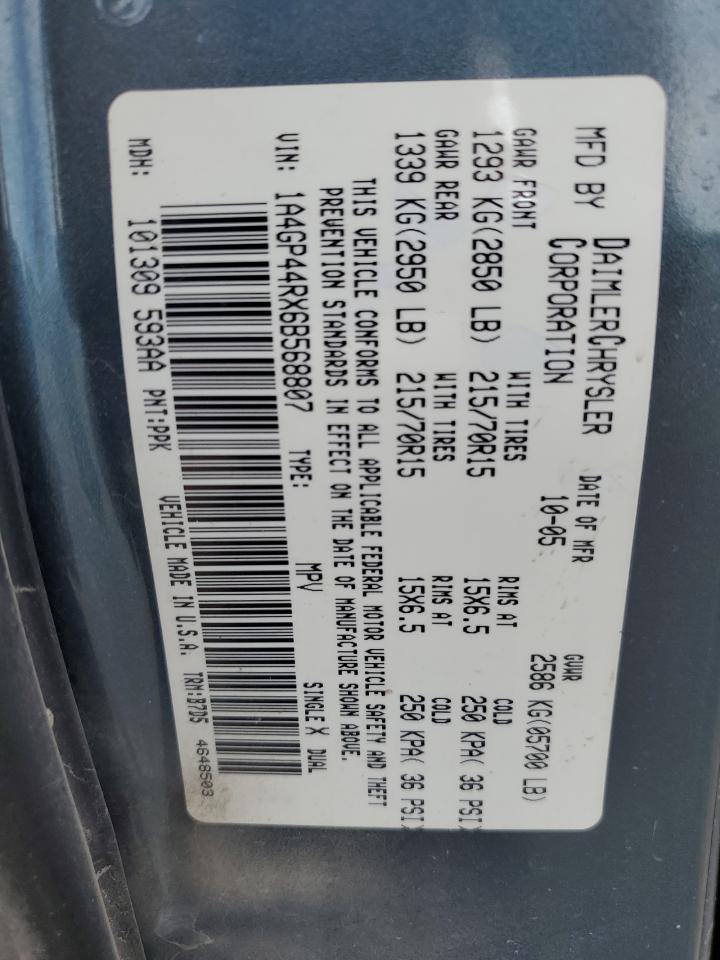 MFD BY DAIMLERCHRYSLER CORPORATION DATE OF MFR 10-05 GVWR 2586 KG(05700 LB)
GAWR FRONT WITH TIRES RIMS AT COLD
1293 KG(2850 LB) 215/70R15 15X6.5 250 KPA( 36 PSI)
GAWR REAR WITH TIRES RIMS AT COLD
1339 KG(2950 LB) 215/70R15 15X6.5 250 KPA( 36 PSI)
THIS VEHICLE CONFORMS TO ALL APPLICABLE FEDERAL MOTOR VEHICLE SAFETY AND THEFT
PREVENTION STANDARDS IN EFFECT ON THE DATE OF MANUFACTURE SHOWN ABOVE.
VIN: 1A4GP44RX6B568807 TYPE: MPV SINGLE X DUAL
MDH: 101309 593AA PNT:PPK VEHICLE MADE IN U.S.A. TRM:B7D5 4648503